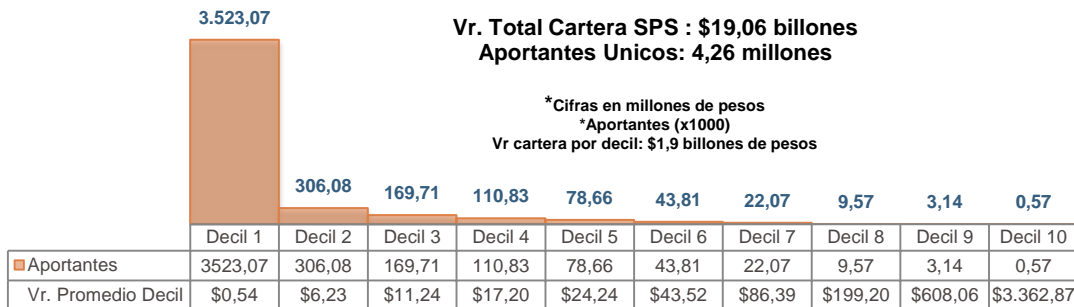 3.523,07
Vr. Total Cartera SPS : $19,06 billones
Aportantes Unicos: 4,26 millones
*Cifras en millones de pesos
*Aportantes (x1000)
Vr cartera por decil: $1,9 billones de pesos
306,08 169,71 110,83 78,66 43,81 22,07 9,57 3,14 0,57
Decil 1 Decil 2 Decil 3 Decil 4 Decil 5 Decil 6 Decil 7 Decil 8 Decil 9 Decil 10
Aportantes 3523,07 306,08 169,71 110,83 78,66 43,81 22,07 9,57 3,14 0,57
Vr. Promedio Decil $0,54 $6,23 $11,24 $17,20 $24,24 $43,52 $86,39 $199,20 $608,06 $3.362,87